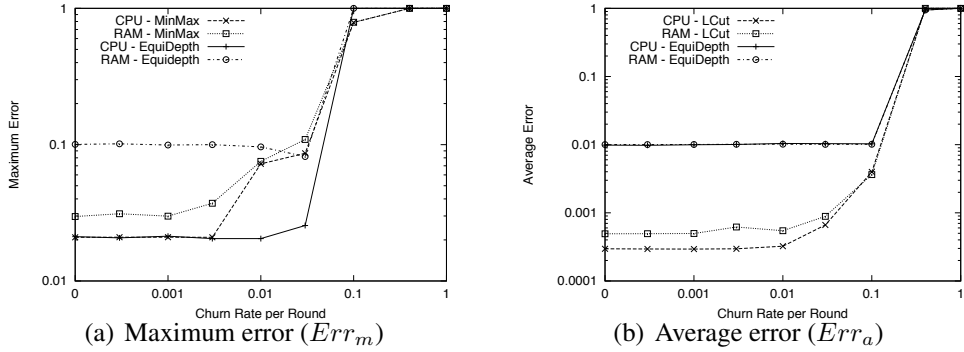 1
0.1
0.01
Maximum Error
CPU - MinMax
RAM - MinMax
CPU - EquiDepth
RAM - Equidepth
0 0.001 0.01 0.1 1
Churn Rate per Round
(a) Maximum error (Err_m)
1
0.1
0.01
0.001
0.0001
Average Error
CPU - LCut
RAM - LCut
CPU - EquiDepth
RAM - EquiDepth
0 0.001 0.01 0.1 1
Churn Rate per Round
(b) Average error (Err_a)